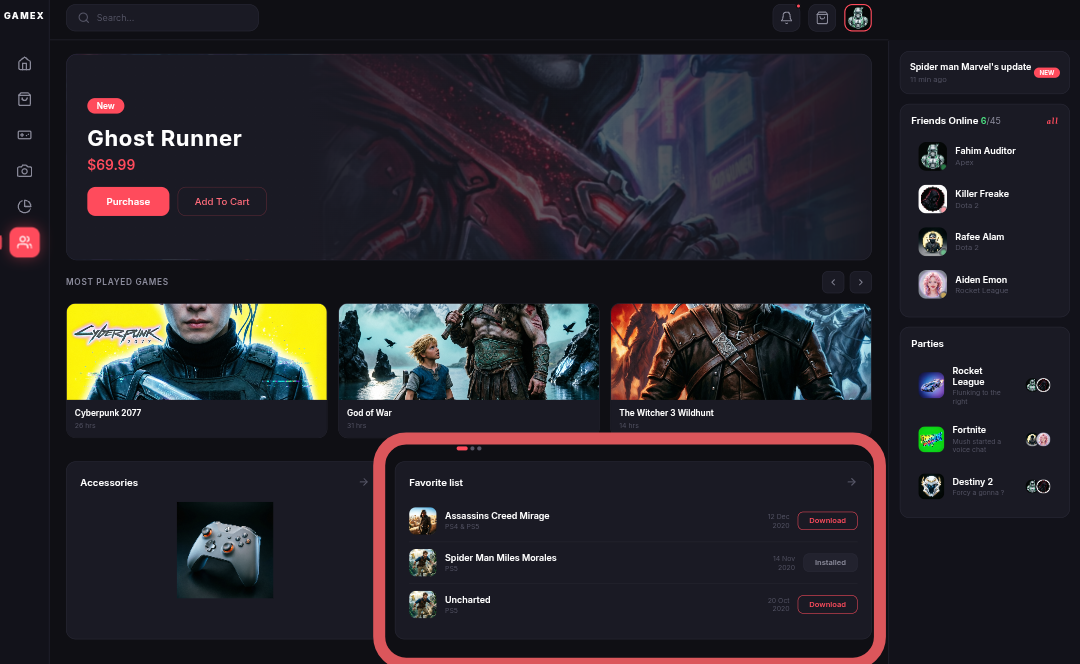 GAMEX
Search...
New
Ghost Runner
$69.99
Purchase
Add To Cart
MOST PLAYED GAMES
Cyberpunk
2077
Cyberpunk 2077
26 hrs
God of War
31 hrs
The Witcher 3 Wildhunt
14 hrs
Accessories
Favorite list
Assassins Creed Mirage
PS4 & PS5
12 Dec
2020
Download
Spider Man Miles Morales
PS5
14 Nov
2020
Installed
Uncharted
PS5
20 Oct
2020
Download
Spider man Marvel's update
11 min ago
NEW
Friends Online 6/45
all
Fahim Auditor
Apex
Killer Freake
Dota 2
Rafee Alam
Dota 2
Aiden Emon
Rocket League
Parties
Rocket
League
Flunking to the
right
Fortnite
Mush started a
voice chat
Destiny 2
Forcy a gonna ?